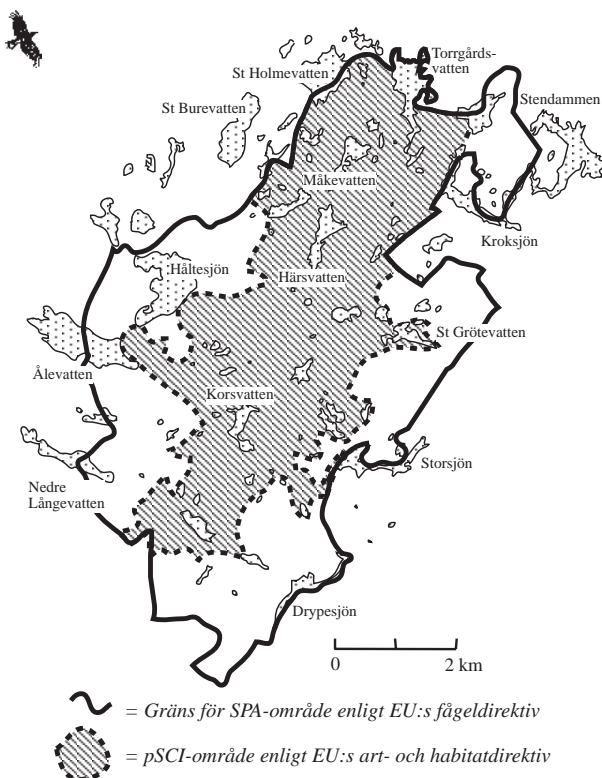 Torrgårds-
vatten
St Holmevatten
Stendammen
St Burevatten
Måkevatten
Kroksjön
Håltesjön
Härsvatten
St Grötevatten
Ålevatten
Korsvatten
Storsjön
Nedre
Långevatten
Drypesjön
0 2 km
= Gräns för SPA-område enligt EU:s fågeldirektiv
= pSCI-område enligt EU:s art- och habitatdirektiv